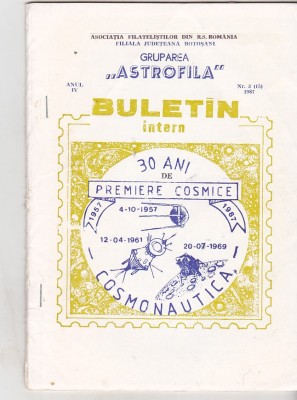 ASOCIAȚIA FILATELIȘTILOR DIN R.S. ROMÂNIA
FILIALA JUDEȚEANĂ BOTOȘANI
GRUPAREA
„ASTROFILA”
ANUL
IV
Nr. 3 (15)
1987
BULETIN
intern
30 ANI
DE
PREMIERE COSMICE
1957
1987
4-10-1957
12-04-1961
20-07-1969
COSMONAUTICA